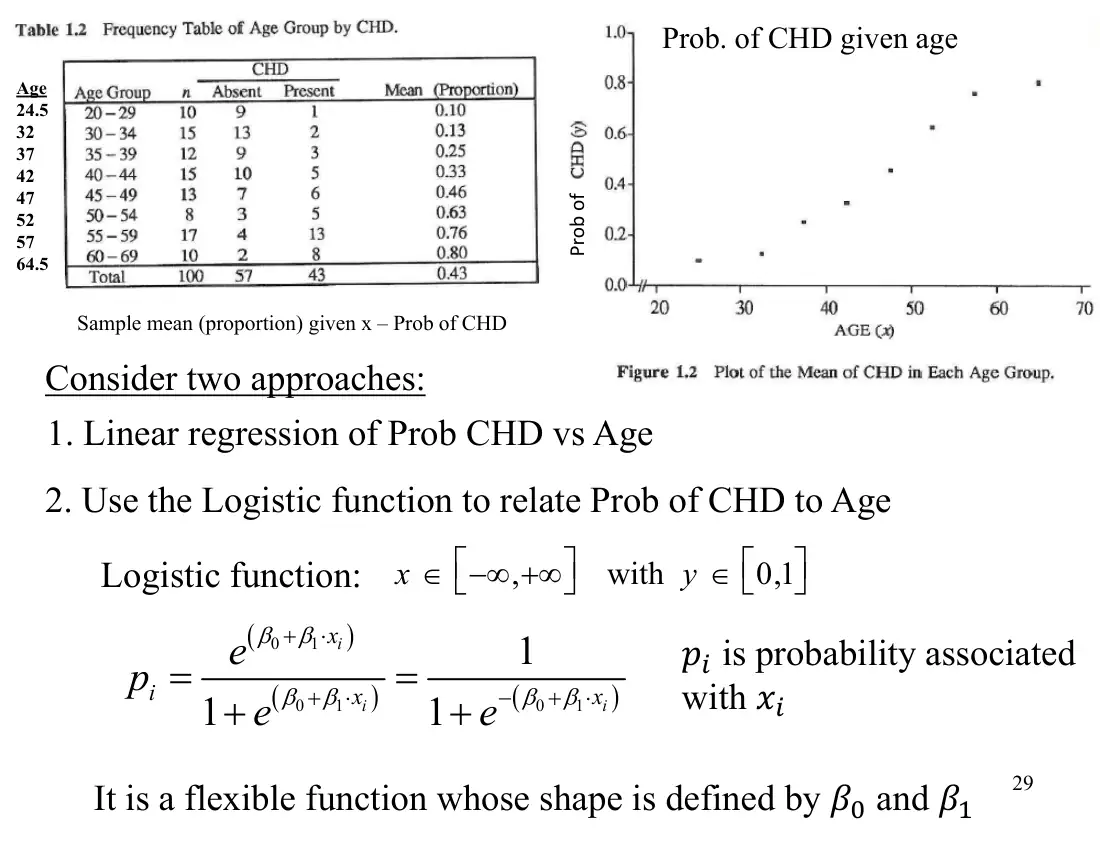 Table 1.2 Frequency Table of Age Group by CHD.
CHD
Age
Age Group n Absent Present Mean (Proportion)
24.5 20 – 29 10 9 1 0.10
32 30 – 34 15 13 2 0.13
37 35 – 39 12 9 3 0.25
42 40 – 44 15 10 5 0.33
47 45 – 49 13 7 6 0.46
52 50 – 54 8 3 5 0.63
57 55 – 59 17 4 13 0.76
64.5 60 – 69 10 2 8 0.80
Total 100 57 43 0.43
Sample mean (proportion) given x – Prob of CHD
Prob. of CHD given age
1.0
0.8
0.6
0.4
0.2
0.0
Prob of CHD (y)
20 30 40 50 60 70
AGE (x)
Figure 1.2 Plot of the Mean of CHD in Each Age Group.
Consider two approaches:
1. Linear regression of Prob CHD vs Age
2. Use the Logistic function to relate Prob of CHD to Age
Logistic function: x ∈ [−∞,+∞] with y ∈ [0,1]
p_i = e^(β_0+β_1·x_i) / 1+e^(β_0+β_1·x_i) = 1 / 1+e^−(β_0+β_1·x_i)
p_i is probability associated
with x_i
It is a flexible function whose shape is defined by β_0 and β_1
29